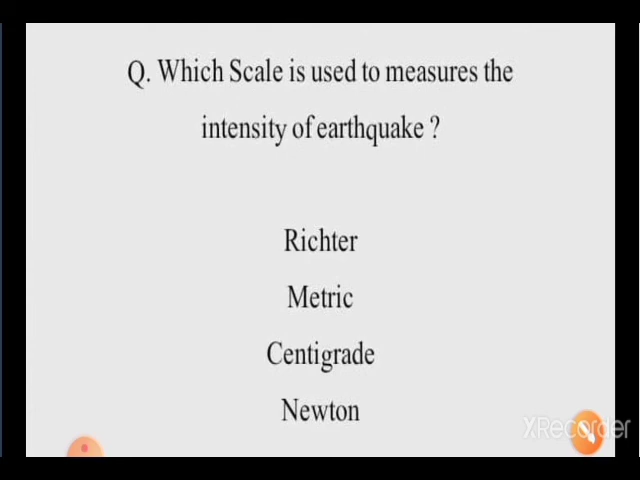 Q. Which Scale is used to measures the
intensity of earthquake ?
Richter
Metric
Centigrade
Newton
XRecorder